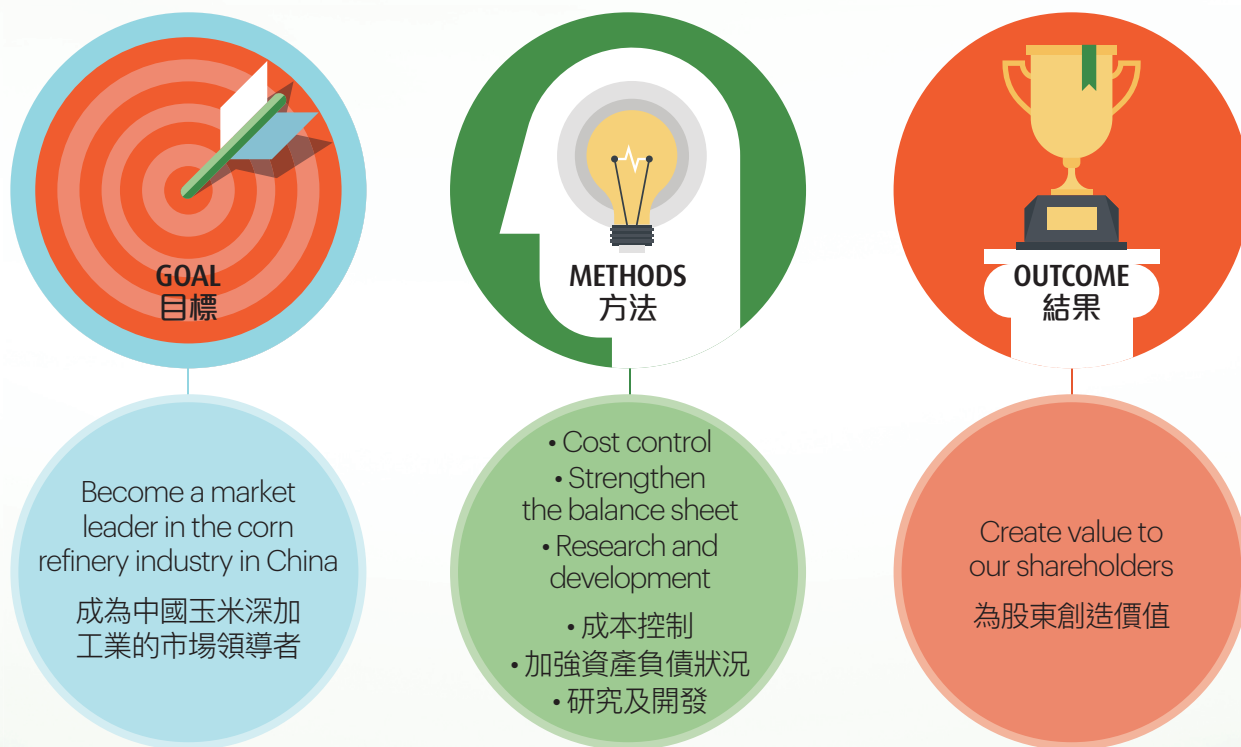 GOAL
目標
Become a market
leader in the corn
refinery industry in China
成為中國玉米深加
工業的市場領導者
METHODS
方法
• Cost control
• Strengthen
the balance sheet
• Research and
development
• 成本控制
• 加強資產負債狀況
• 研究及開發
OUTCOME
結果
Create value to
our shareholders
為股東創造價值